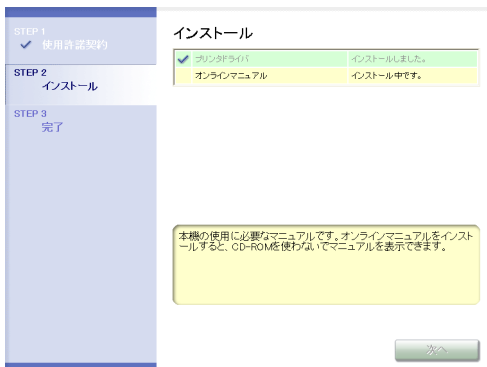 STEP 1
使用許諾契約
STEP 2
インストール
STEP 3
完了
インストール
プリンタドライバ インストールしました。
オンラインマニュアル インストール中です。
本機の使用に必要なマニュアルです。オンラインマニュアルをインスト
ールすると、CD-ROMを使わないでマニュアルを表示できます。
次へ